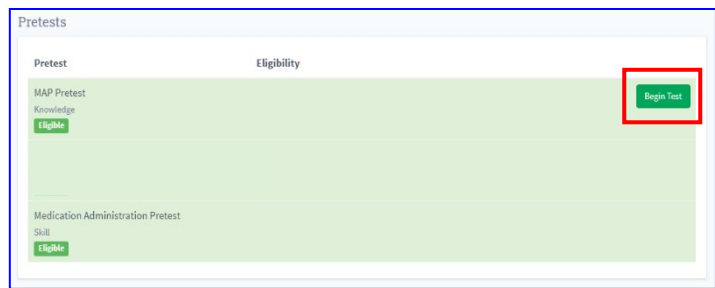 Pretests
Pretest Eligibility
MAP Pretest
Begin Test
Knowledge
Eligible
Medication Administration Pretest
Skill
Eligible